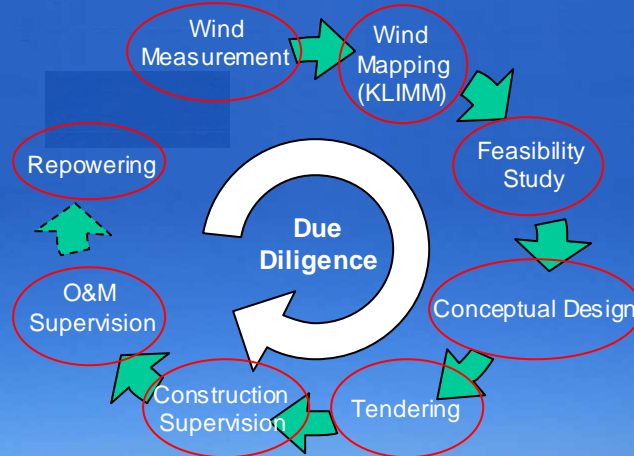 Wind
Measurement
Wind
Mapping
(KLIMM)
Feasibility
Study
Conceptual Design
Tendering
Construction
Supervision
O&M
Supervision
Repowering
Due
Diligence